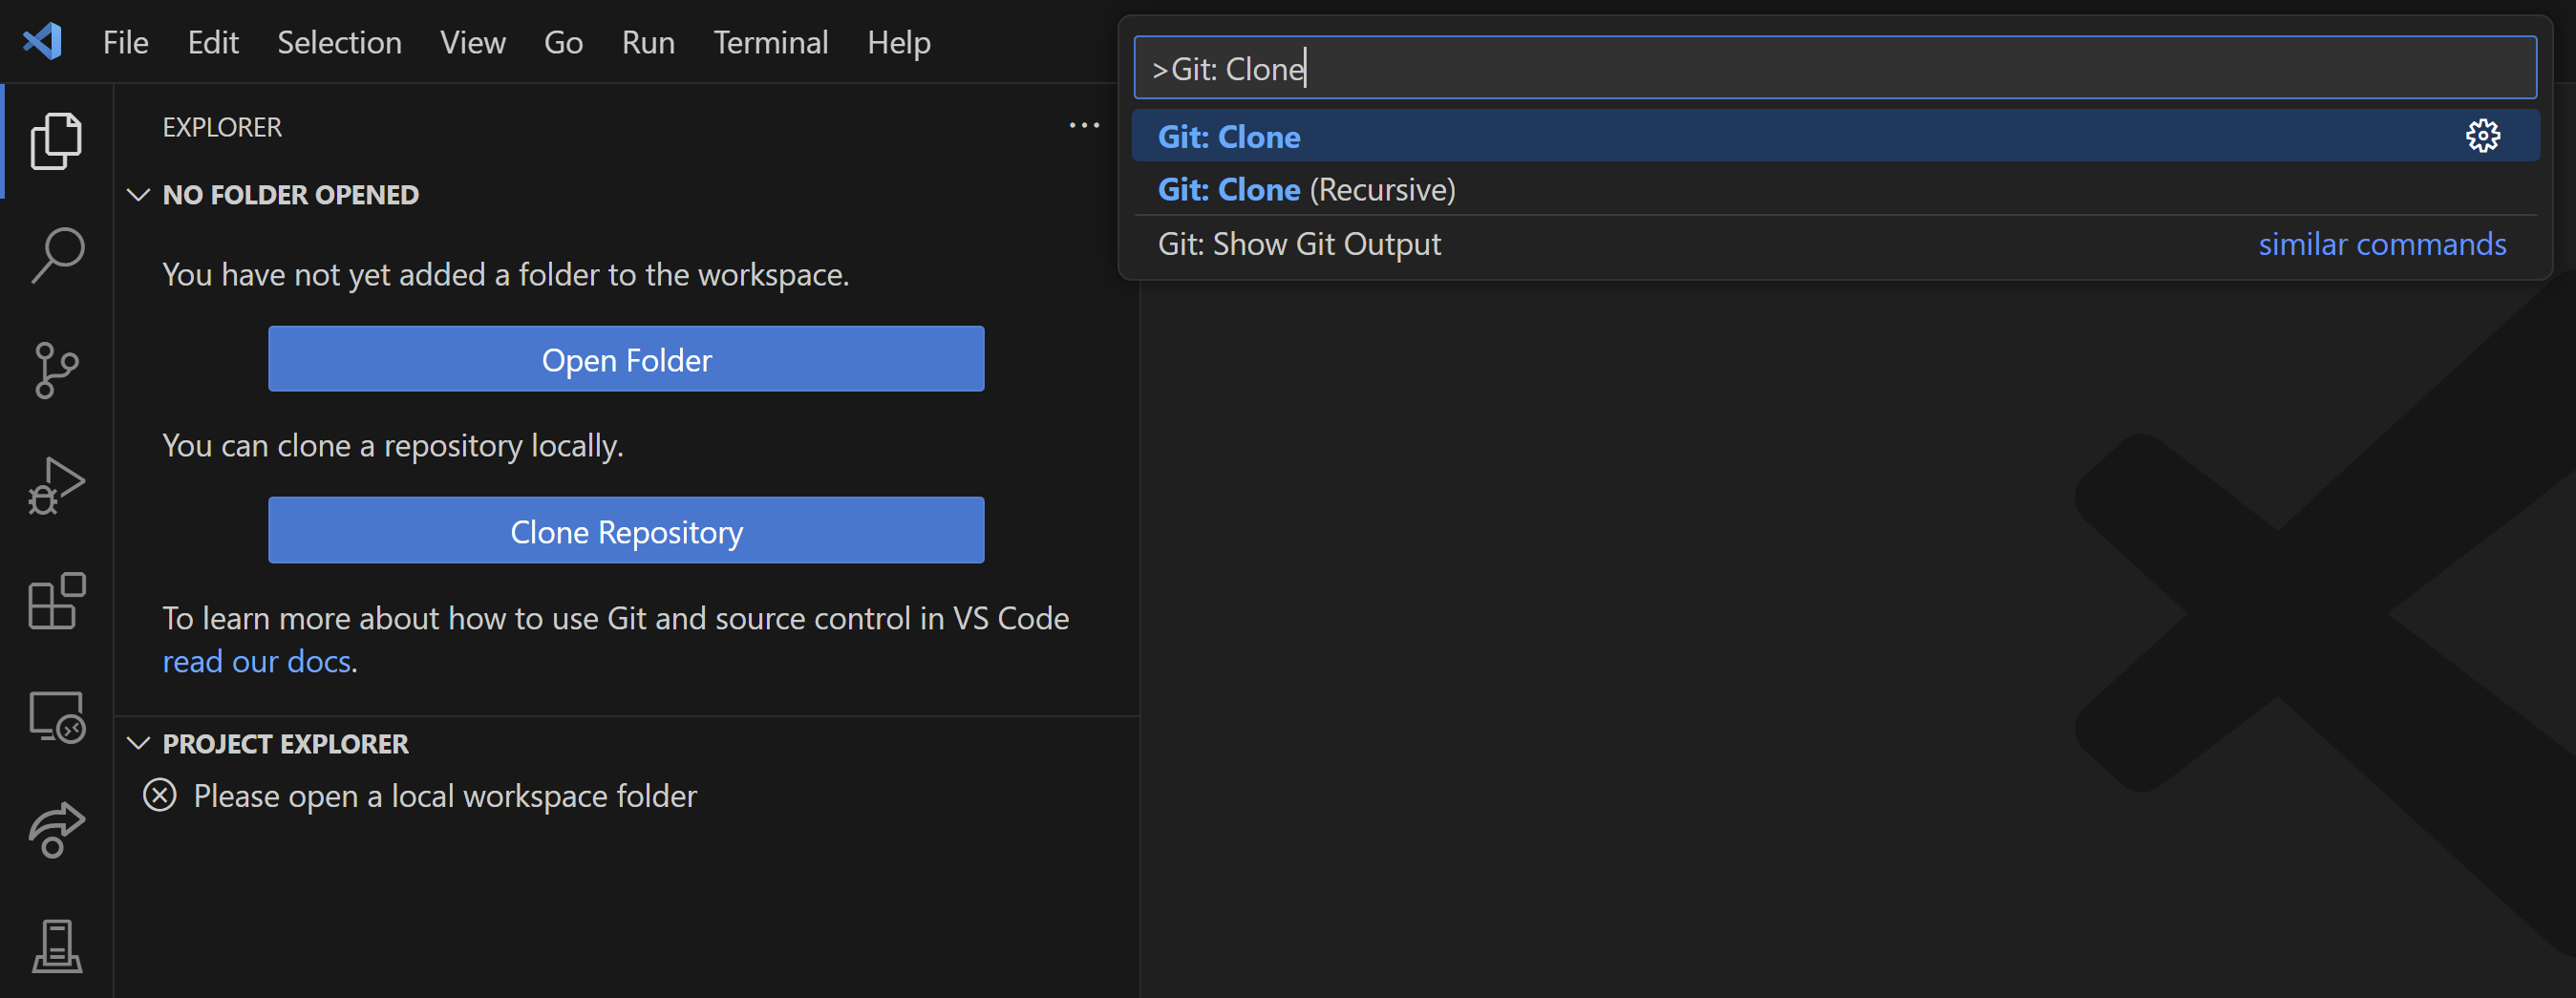 File Edit Selection View Go Run Terminal Help
>Git: Clone
Git: Clone
Git: Clone (Recursive)
Git: Show Git Output similar commands
EXPLORER
NO FOLDER OPENED
You have not yet added a folder to the workspace.
Open Folder
You can clone a repository locally.
Clone Repository
To learn more about how to use Git and source control in VS Code
read our docs.
PROJECT EXPLORER
Please open a local workspace folder